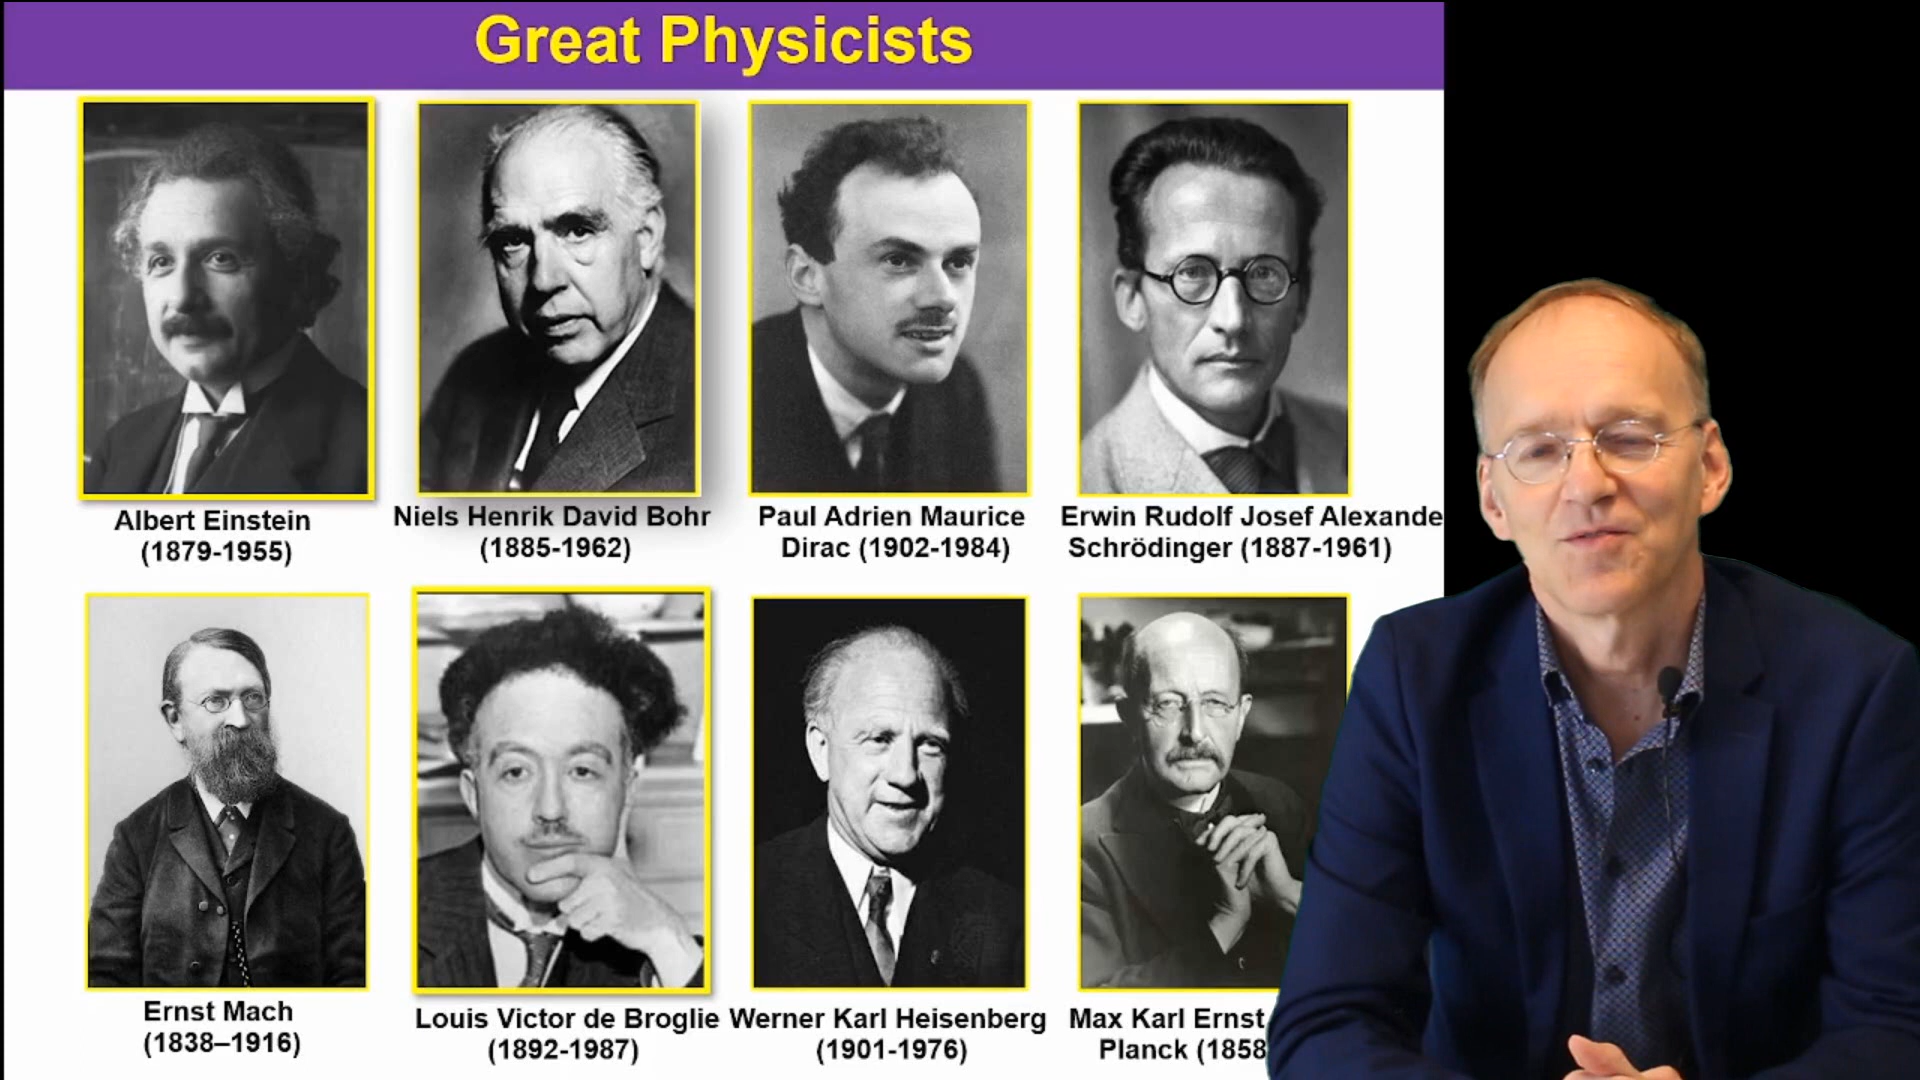 Great Physicists
Albert Einstein
(1879-1955)
Niels Henrik David Bohr
(1885-1962)
Paul Adrien Maurice
Dirac (1902-1984)
Erwin Rudolf Josef Alexande
Schrödinger (1887-1961)
Ernst Mach
(1838–1916)
Louis Victor de Broglie
(1892-1987)
Werner Karl Heisenberg
(1901-1976)
Max Karl Ernst
Planck (1858